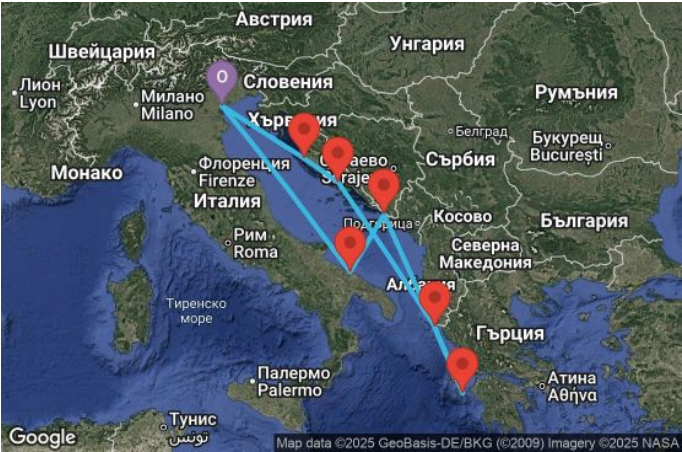 Австрия
Швейцария
Унгария
О
Словения
Лион
Lyon
Милано
Milano
Румъния
Хърватия
Белград
Букурещ
București
Флоренция
Firenze
Сараево
Sarajevo
Сърбия
Монако
Италия
Подгорица
Косово
България
Рим
Roma
Северна
Македония
Албания
Тиренско
море
Гърция
Палермо
Palermo
Атина
Αθήνα
Тунис
تونس
Google
Map data ©2025 GeoBasis-DE/BKG (©2009) Imagery ©2025 NASA